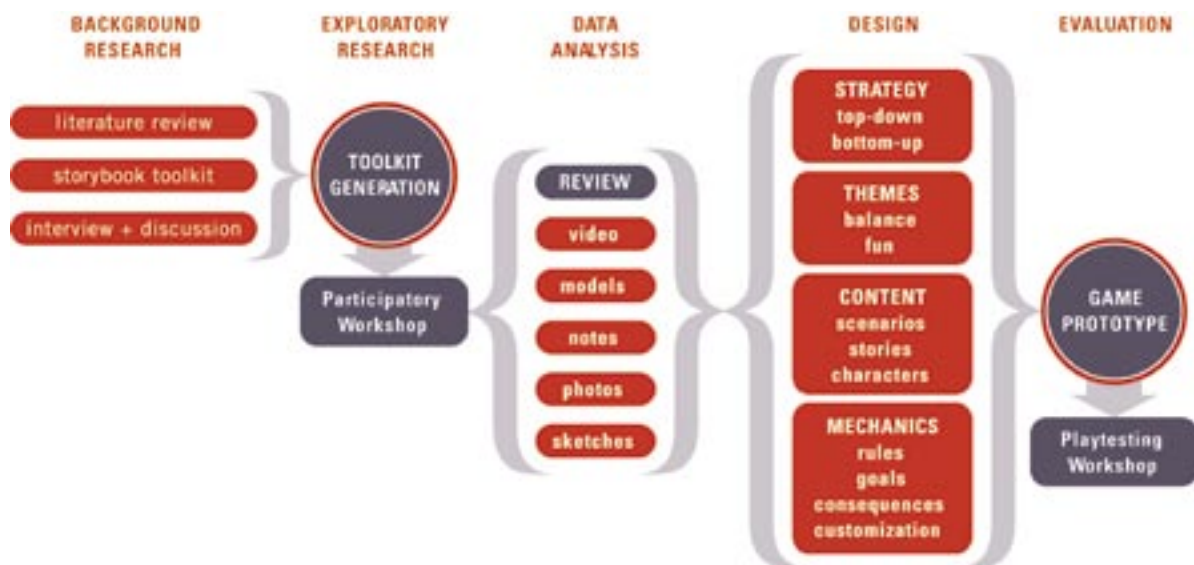 BACKGROUND
RESEARCH
literature review
storybook toolkit
interview + discussion
EXPLORATORY
RESEARCH
TOOLKIT
GENERATION
Participatory
Workshop
DATA
ANALYSIS
REVIEW
video
models
notes
photos
sketches
DESIGN
STRATEGY
top-down
bottom-up
THEMES
balance
fun
CONTENT
scenarios
stories
characters
MECHANICS
rules
goals
consequences
customization
EVALUATION
GAME
PROTOTYPE
Playtesting
Workshop